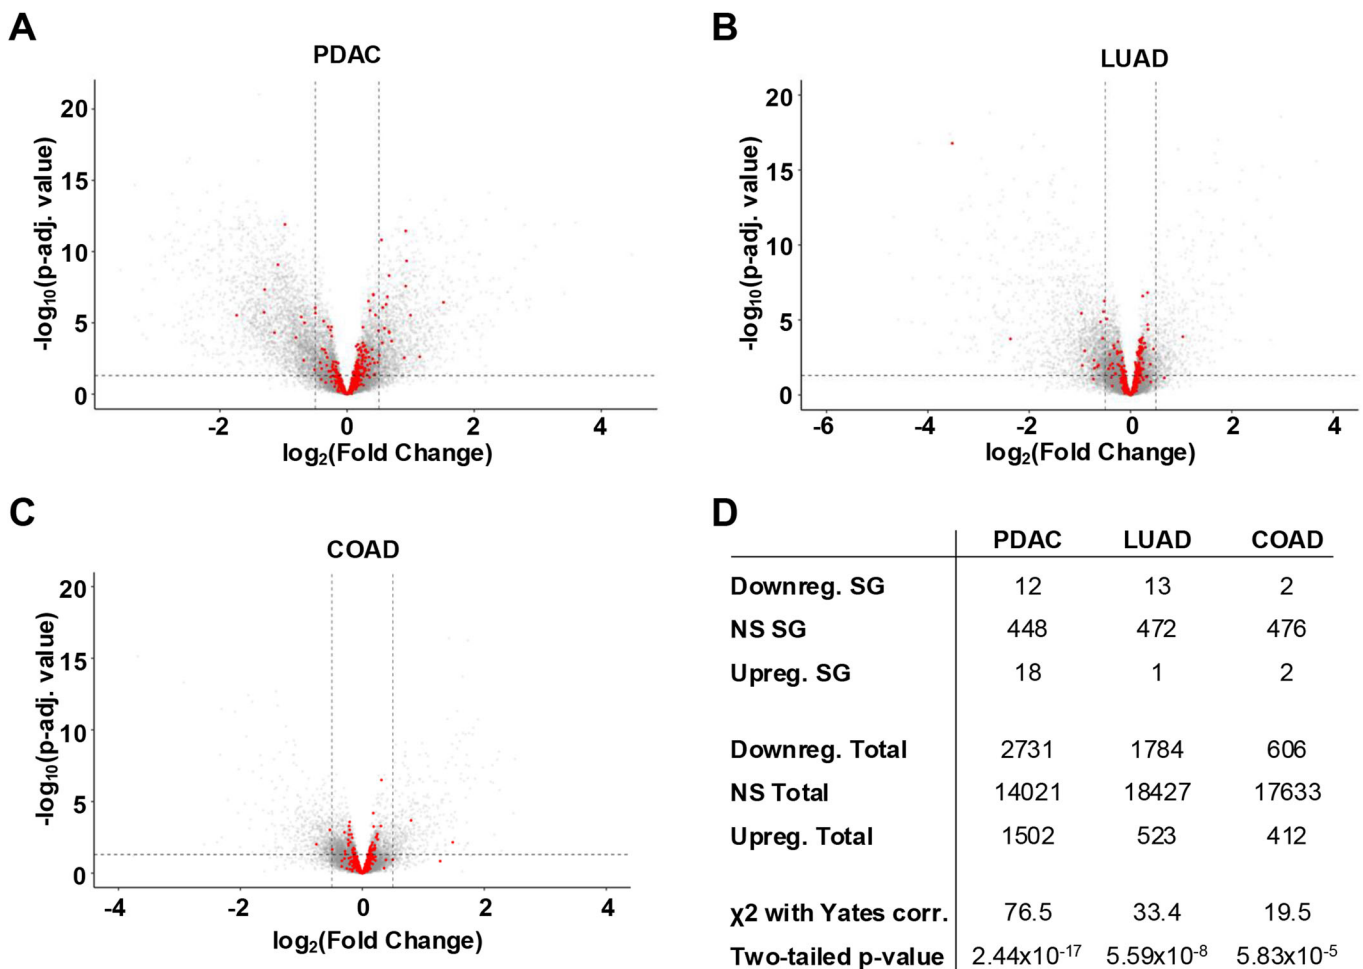 A
PDAC
20
15
10
5
0
-log₁₀(p-adj. value)
-2 0 2 4
log₂(Fold Change)
B
LUAD
20
15
10
5
0
-log₁₀(p-adj. value)
-6 -4 -2 0 2 4
log₂(Fold Change)
C
COAD
20
15
10
5
0
-log₁₀(p-adj. value)
-4 -2 0 2 4
log₂(Fold Change)
D
PDAC LUAD COAD
Downreg. SG 12 13 2
NS SG 448 472 476
Upreg. SG 18 1 2
Downreg. Total 2731 1784 606
NS Total 14021 18427 17633
Upreg. Total 1502 523 412
χ2 with Yates corr. 76.5 33.4 19.5
Two-tailed p-value 2.44x10⁻¹⁷ 5.59x10⁻⁸ 5.83x10⁻⁵